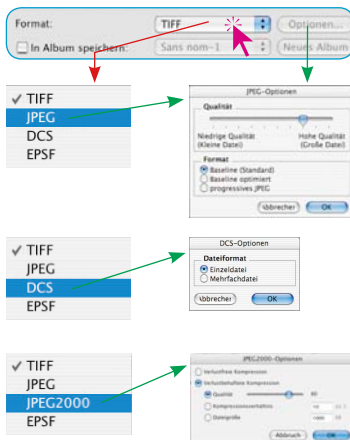 Format: TIFF Optionen...
In Album speichern: Sans nom-1 Neues Album
TIFF
JPEG
DCS
EPSF
JPEG-Optionen
Qualität
Niedrige Qualität Hohe Qualität
(Kleine Datei) (Große Datei)
Format
Baseline (Standard)
Baseline optimiert
progressives JPEG
Abbrecher OK
TIFF
JPEG
DCS
EPSF
DCS-Optionen
Dateiformat
Einzeldatei
Mehrfachdatei
Abbrecher OK
TIFF
JPEG
JPEG2000
EPSF
JPEG2000-Optionen
Verlustfreie Kompression
Verlustbehaftete Kompression
Qualität 80
Kompressionsverhältnis
Dateigröße
Abbruch OK